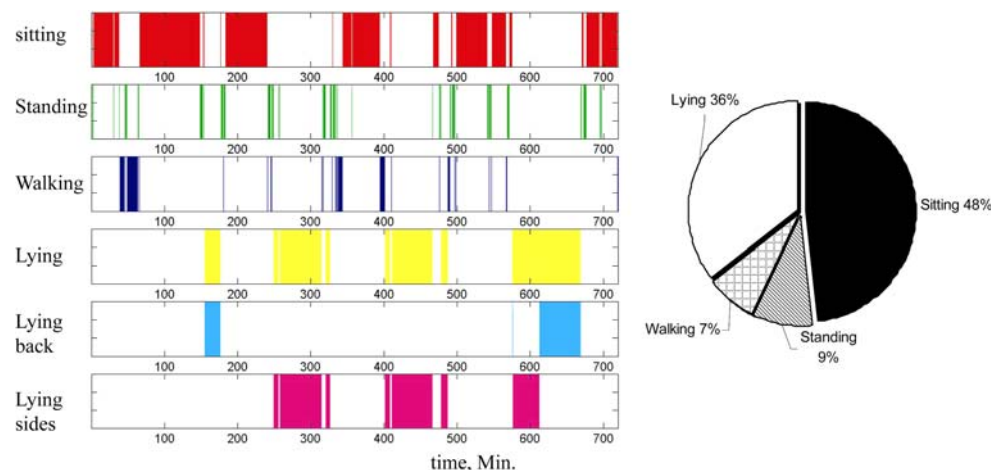 sitting
100 200 300 400 500 600 700
Standing
100 200 300 400 500 600 700
Walking
100 200 300 400 500 600 700
Lying
100 200 300 400 500 600 700
Lying
back
100 200 300 400 500 600 700
Lying
sides
100 200 300 400 500 600 700
time, Min.
Lying 36%
Sitting 48%
Walking 7%
Standing
9%